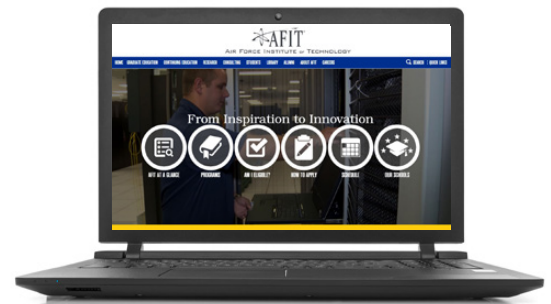 AFIT
AIR FORCE INSTITUTE of TECHNOLOGY
HOME GRADUATE EDUCATION CONTINUING EDUCATION RESEARCH CONSULTING STUDENTS LIBRARY ALUMNI ABOUT AFIT CAREERS SEARCH QUICK LINKS
From Inspiration to Innovation
AFIT AT A GLANCE PROGRAMS AM I ELIGIBLE? HOW TO APPLY SCHEDULE OUR SCHOOLS